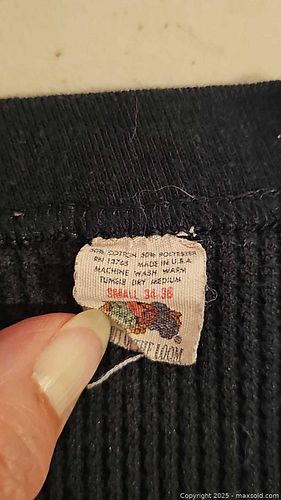 50% COTTON 50% POLYESTER
RN 13765 MADE IN U.S.A.
MACHINE WASH WARM
TUMBLE DRY MEDIUM
SMALL 34-36
THE LOOM®
Copyright © 2025 - maxsold.com